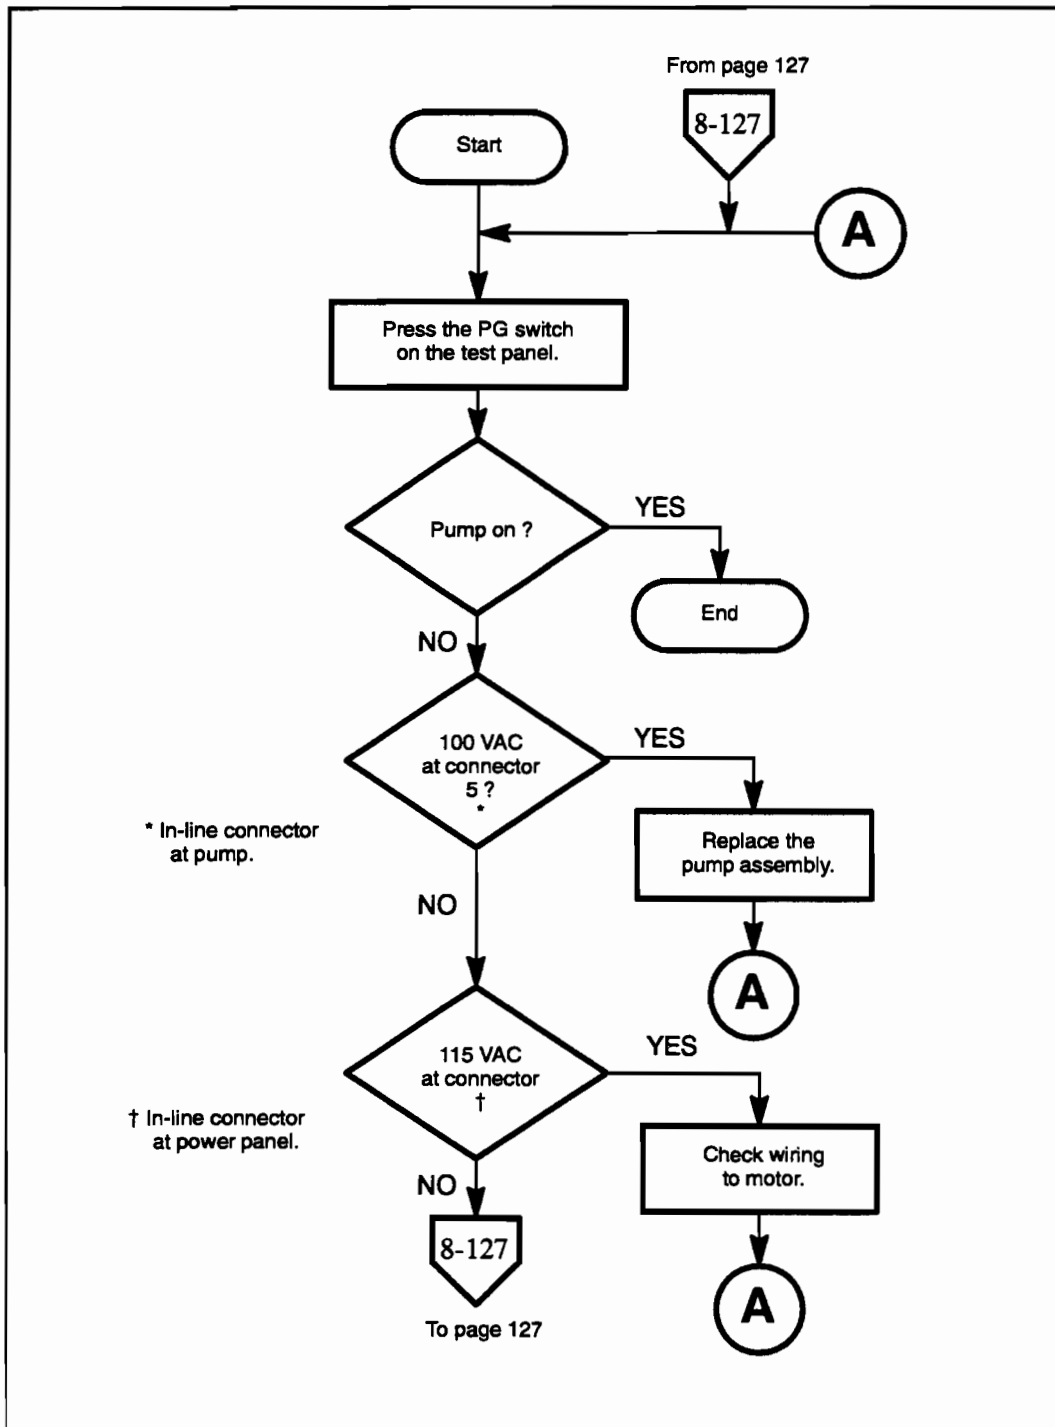 From page 127
8-127
Start
A
Press the PG switch
on the test panel.
Pump on ?
YES
End
NO
100 VAC
at connector
5 ?
*
YES
* In-line connector
at pump.
Replace the
pump assembly.
NO
A
115 VAC
at connector
†
YES
† In-line connector
at power panel.
Check wiring
to motor.
NO
8-127
A
To page 127